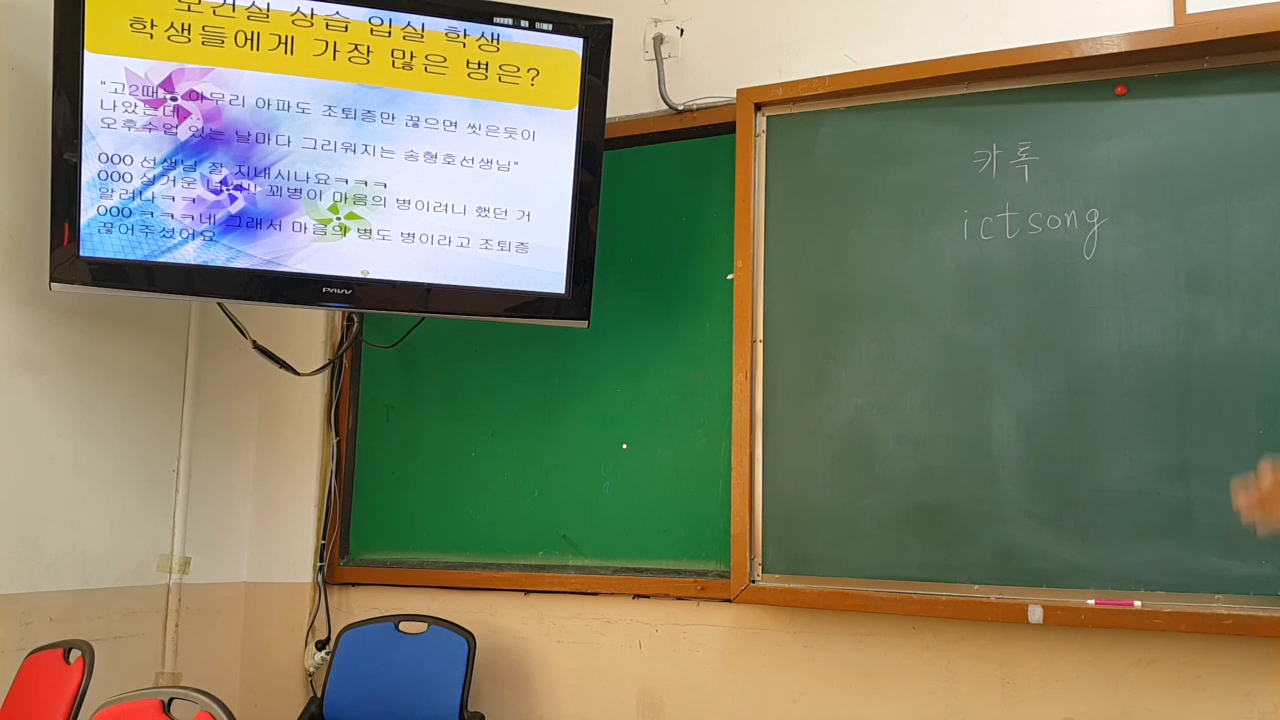 보건실 상습 입실 학생
학생들에게 가장 많은 병은?
"고2때는 아무리 아파도 조퇴증만 끊으면 씻은듯이
나았는데
오후수업 있는 날마다 그리워지는 송형호선생님"
OOO 선생님 잘 지내시나요ㅋㅋㅋ
OOO 싱거운 녀석!! 꾀병이 마음의 병이려니 했던 거
알려나ㅋㅋ
OOO ㅋㅋㅋ네 그래서 마음의 병도 병이라고 조퇴증
끊어주셨어요
PAVV
카톡
ictsong